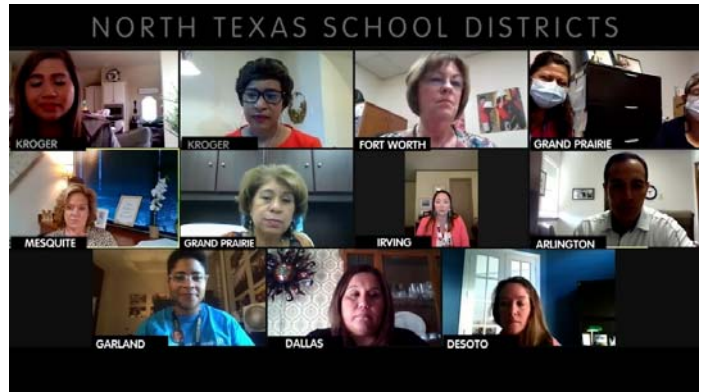 NORTH TEXAS SCHOOL DISTRICTS
KROGER
KROGER
FORT WORTH
GRAND PRAIRIE
MESQUITE
GRAND PRAIRIE
IRVING
ARLINGTON
GARLAND
DALLAS
DESOTO